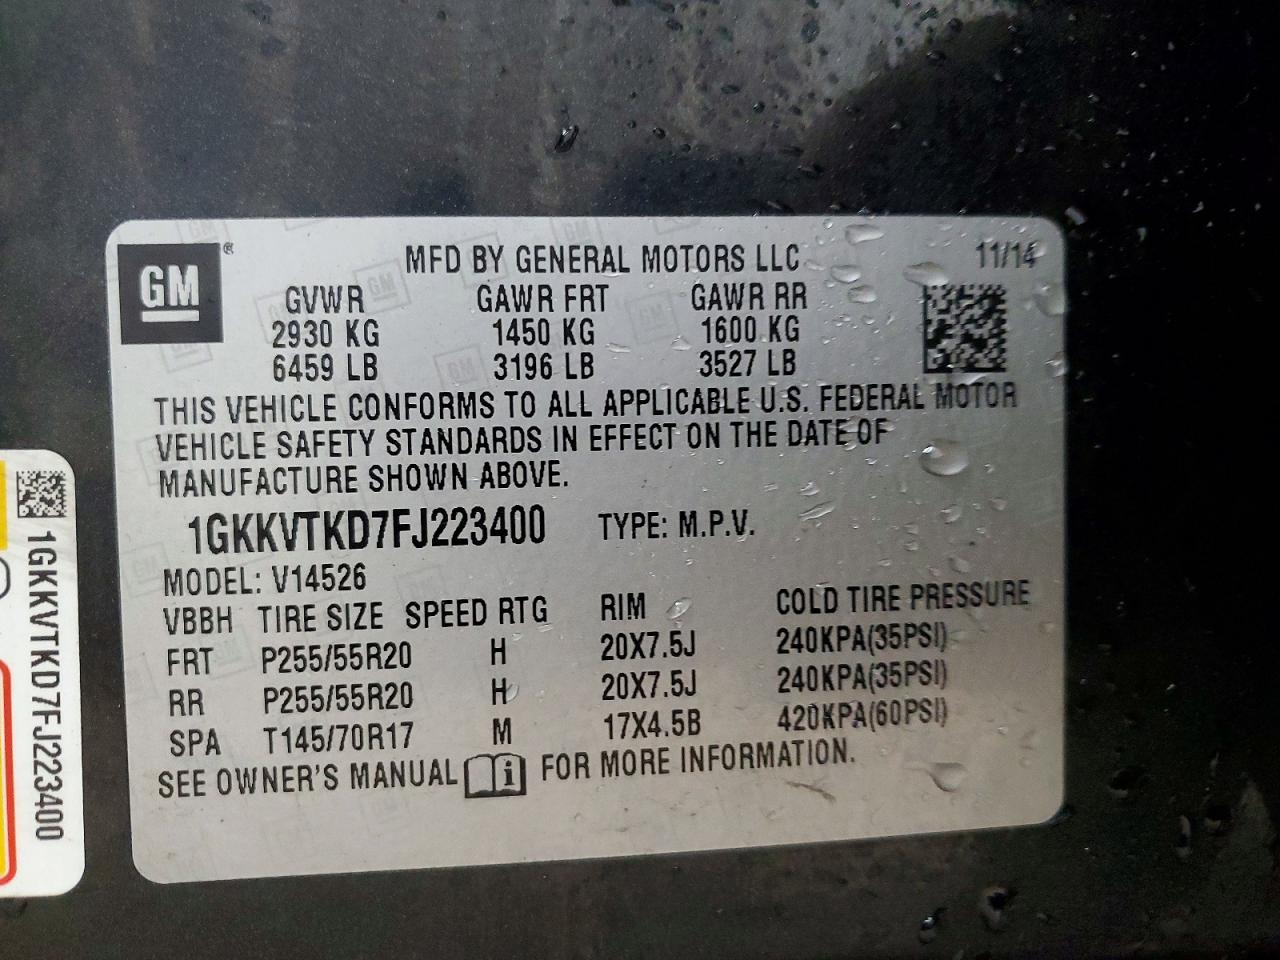 GM ®
MFD BY GENERAL MOTORS LLC 11/14
GVWR GAWR FRT GAWR RR
2930 KG 1450 KG 1600 KG
6459 LB 3196 LB 3527 LB
THIS VEHICLE CONFORMS TO ALL APPLICABLE U.S. FEDERAL MOTOR
VEHICLE SAFETY STANDARDS IN EFFECT ON THE DATE OF
MANUFACTURE SHOWN ABOVE.
1GKKVTKD7FJ223400 TYPE: M.P.V.
MODEL: V14526
VBBH TIRE SIZE SPEED RTG RIM COLD TIRE PRESSURE
FRT P255/55R20 H 20X7.5J 240KPA(35PSI)
RR P255/55R20 H 20X7.5J 240KPA(35PSI)
SPA T145/70R17 M 17X4.5B 420KPA(60PSI)
SEE OWNER'S MANUAL i FOR MORE INFORMATION.
1GKKVTKD7FJ223400